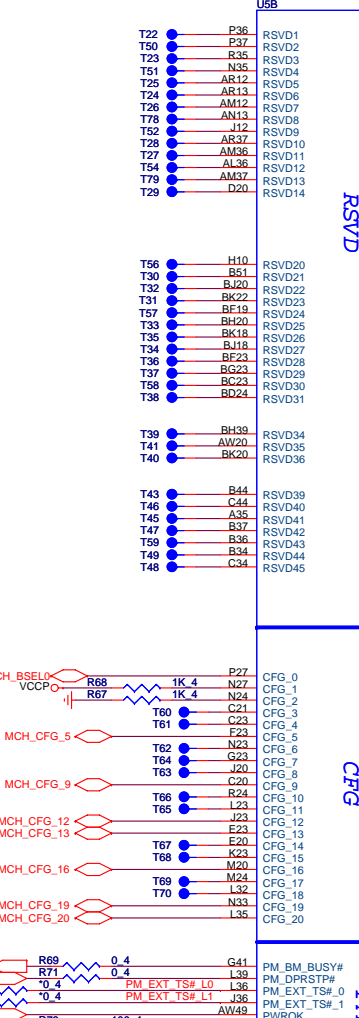 U5B
T22 P36 RSVD1
T50 P37 RSVD2
T23 R35 RSVD3
T51 N35 RSVD4
T25 AR12 RSVD5
T24 AR13 RSVD6
T26 AM12 RSVD7
T78 AN13 RSVD8
T52 J12 RSVD9
T28 AR37 RSVD10
T27 AM36 RSVD11
T54 AL36 RSVD12
T79 AM37 RSVD13
T29 D20 RSVD14
RSVD
T56 H10 RSVD20
T30 B51 RSVD21
T32 BJ20 RSVD22
T31 BK22 RSVD23
T57 BF19 RSVD24
T33 BH20 RSVD25
T35 BK18 RSVD26
T34 BJ18 RSVD27
T36 BF23 RSVD28
T37 BG23 RSVD29
T58 BC23 RSVD30
T38 BD24 RSVD31
T39 BH39 RSVD34
T41 AW20 RSVD35
T40 BK20 RSVD36
T43 B44 RSVD39
T46 C44 RSVD40
T45 A35 RSVD41
T47 B37 RSVD42
T59 B36 RSVD43
T49 B34 RSVD44
T48 C34 RSVD45
CH_BSEL0 P27 CFG_0
VCCP R68 1K_4 N27 CFG_1
R67 1K_4 N24 CFG_2
T60 C21 CFG_3
T61 C23 CFG_4
MCH_CFG_5 F23 CFG_5
T62 N23 CFG_6
T64 G23 CFG_7
T63 J20 CFG_8
MCH_CFG_9 C20 CFG_9
T66 R24 CFG_10
T65 L23 CFG_11
MCH_CFG_12 J23 CFG_12
MCH_CFG_13 E23 CFG_13
T67 E20 CFG_14
T68 K23 CFG_15
MCH_CFG_16 M20 CFG_16
T69 M24 CFG_17
T70 L32 CFG_18
MCH_CFG_19 N33 CFG_19
MCH_CFG_20 L35 CFG_20
CFG
R69 0_4 G41 PM_BM_BUSY#
R71 0_4 L39 PM_DPRSTP#
*0_4 PM_EXT_TS#_L0 L36 PM_EXT_TS#_0
*0_4 PM_EXT_TS#_L1 J36 PM_EXT_TS#_1
AW49 PWROK